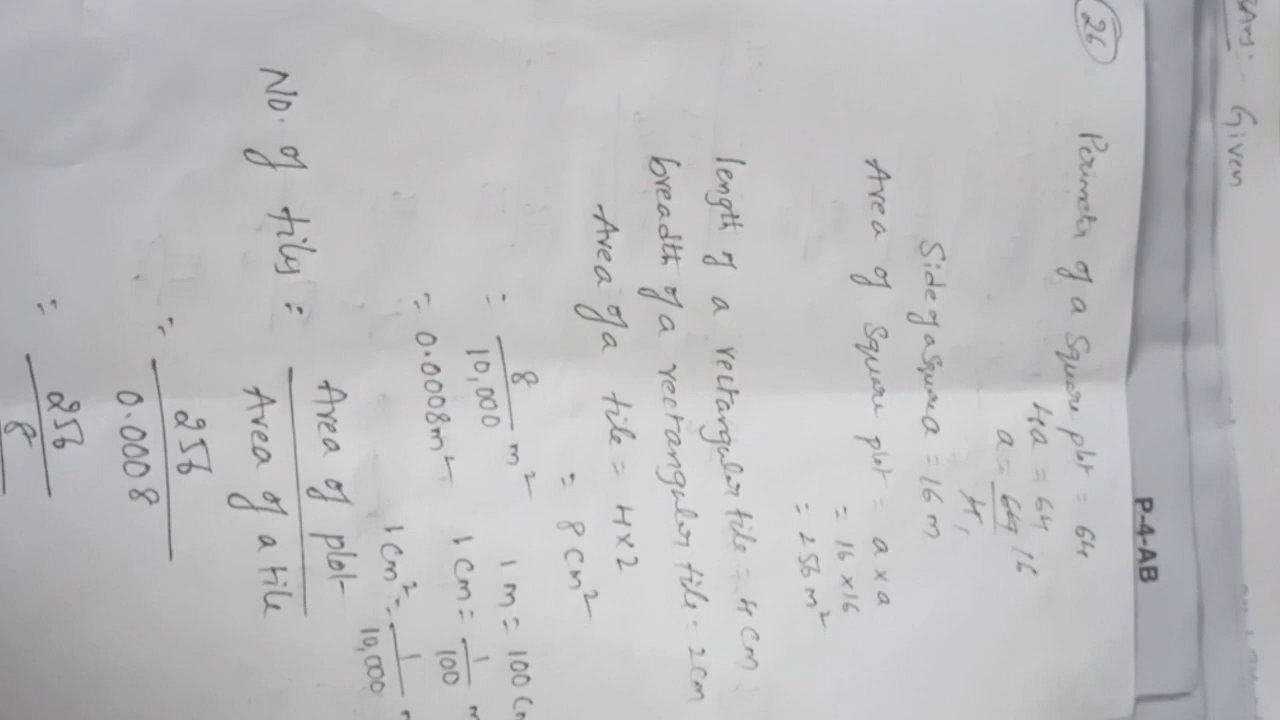 Ans:- Given
P-4-AB
26
Perimeter of a Square plot = 64
4a = 64
a = 64 16
4,
Side of a Square a = 16 m
Area of Square plot = a x a
= 16 x 16
= 256 m²
length of a rectangular tile = 4 cm
breadth of a rectangular tile = 2 cm
Area of a tile = 4 x 2
= 8 cm²
= 8/10,000 m²
1 m = 100 cm
= 0.0008 m²
1 cm = 1/100 m
1 cm² = 1/10,000
No. of tiles = Area of plot / Area of a tile
= 256 / 0.0008
= 256 / 8